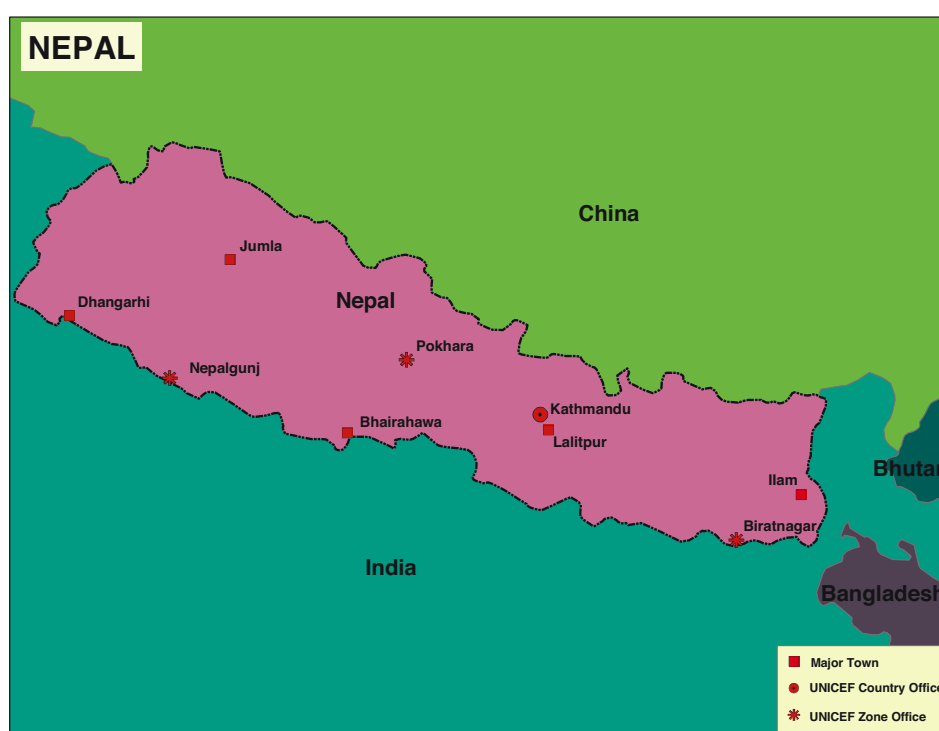 NEPAL
China
Jumla
Nepal
Dhangarhi
Pokhara
Nepalgunj
Kathmandu
Bhairahawa
Lalitpur
Bhutan
Ilam
Biratnagar
India
Bangladesh
Major Town
UNICEF Country Office
UNICEF Zone Office